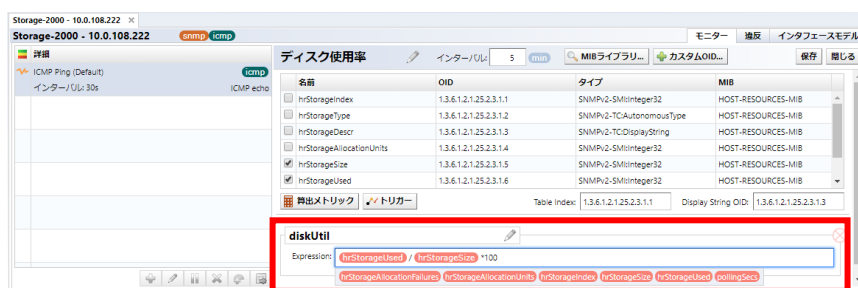 Storage-2000 - 10.0.108.222 ×
Storage-2000 - 10.0.108.222 snmp icmp モニター 違反 インタフェースモデル
詳細
ICMP Ping (Default) icmp
インターバル: 30s ICMP echo
ディスク使用率 インターバル: 5 min MIBライブラリ... カスタムOID... 保存 閉じる
名前 OID タイプ MIB
hrStorageIndex 1.3.6.1.2.1.25.2.3.1.1 SNMPv2-SMI:Integer32 HOST-RESOURCES-MIB
hrStorageType 1.3.6.1.2.1.25.2.3.1.2 SNMPv2-TC:AutonomousType HOST-RESOURCES-MIB
hrStorageDescr 1.3.6.1.2.1.25.2.3.1.3 SNMPv2-TC:DisplayString HOST-RESOURCES-MIB
hrStorageAllocationUnits 1.3.6.1.2.1.25.2.3.1.4 SNMPv2-SMI:Integer32 HOST-RESOURCES-MIB
hrStorageSize 1.3.6.1.2.1.25.2.3.1.5 SNMPv2-SMI:Integer32 HOST-RESOURCES-MIB
hrStorageUsed 1.3.6.1.2.1.25.2.3.1.6 SNMPv2-SMI:Integer32 HOST-RESOURCES-MIB
算出メトリック トリガー Table Index: 1.3.6.1.2.1.25.2.3.1.1 Display String OID: 1.3.6.1.2.1.25.2.3.1.3
diskUtil
Expression: hrStorageUsed / hrStorageSize *100
hrStorageAllocationFailures hrStorageAllocationUnits hrStorageIndex hrStorageSize hrStorageUsed pollingSecs